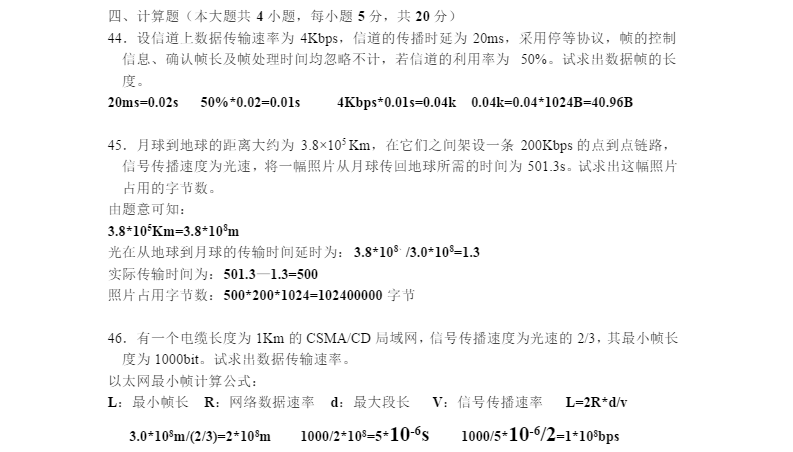 四、计算题（本大题共 4 小题，每小题 5 分，共 20 分）
44．设信道上数据传输速率为 4Kbps，信道的传播时延为 20ms，采用停等协议，帧的控制
信息、确认帧长及帧处理时间均忽略不计，若信道的利用率为 50%。试求出数据帧的长
度。
20ms=0.02s 50%*0.02=0.01s 4Kbps*0.01s=0.04k 0.04k=0.04*1024B=40.96B
45．月球到地球的距离大约为 3.8×10⁵ Km，在它们之间架设一条 200Kbps 的点到点链路，
信号传播速度为光速，将一幅照片从月球传回地球所需的时间为 501.3s。试求出这幅照片
占用的字节数。
由题意可知：
3.8*10⁵Km=3.8*10⁸m
光在从地球到月球的传输时间延时为：3.8*10⁸· /3.0*10⁸=1.3
实际传输时间为：501.3—1.3=500
照片占用字节数：500*200*1024=102400000 字节
46．有一个电缆长度为 1Km 的 CSMA/CD 局域网，信号传播速度为光速的 2/3，其最小帧长
度为 1000bit。试求出数据传输速率。
以太网最小帧计算公式：
L：最小帧长 R：网络数据速率 d：最大段长 V：信号传播速率 L=2R*d/v
3.0*10⁸m/(2/3)=2*10⁸m 1000/2*10⁸=5*10⁻⁶s 1000/5*10⁻⁶/2=1*10⁸bps